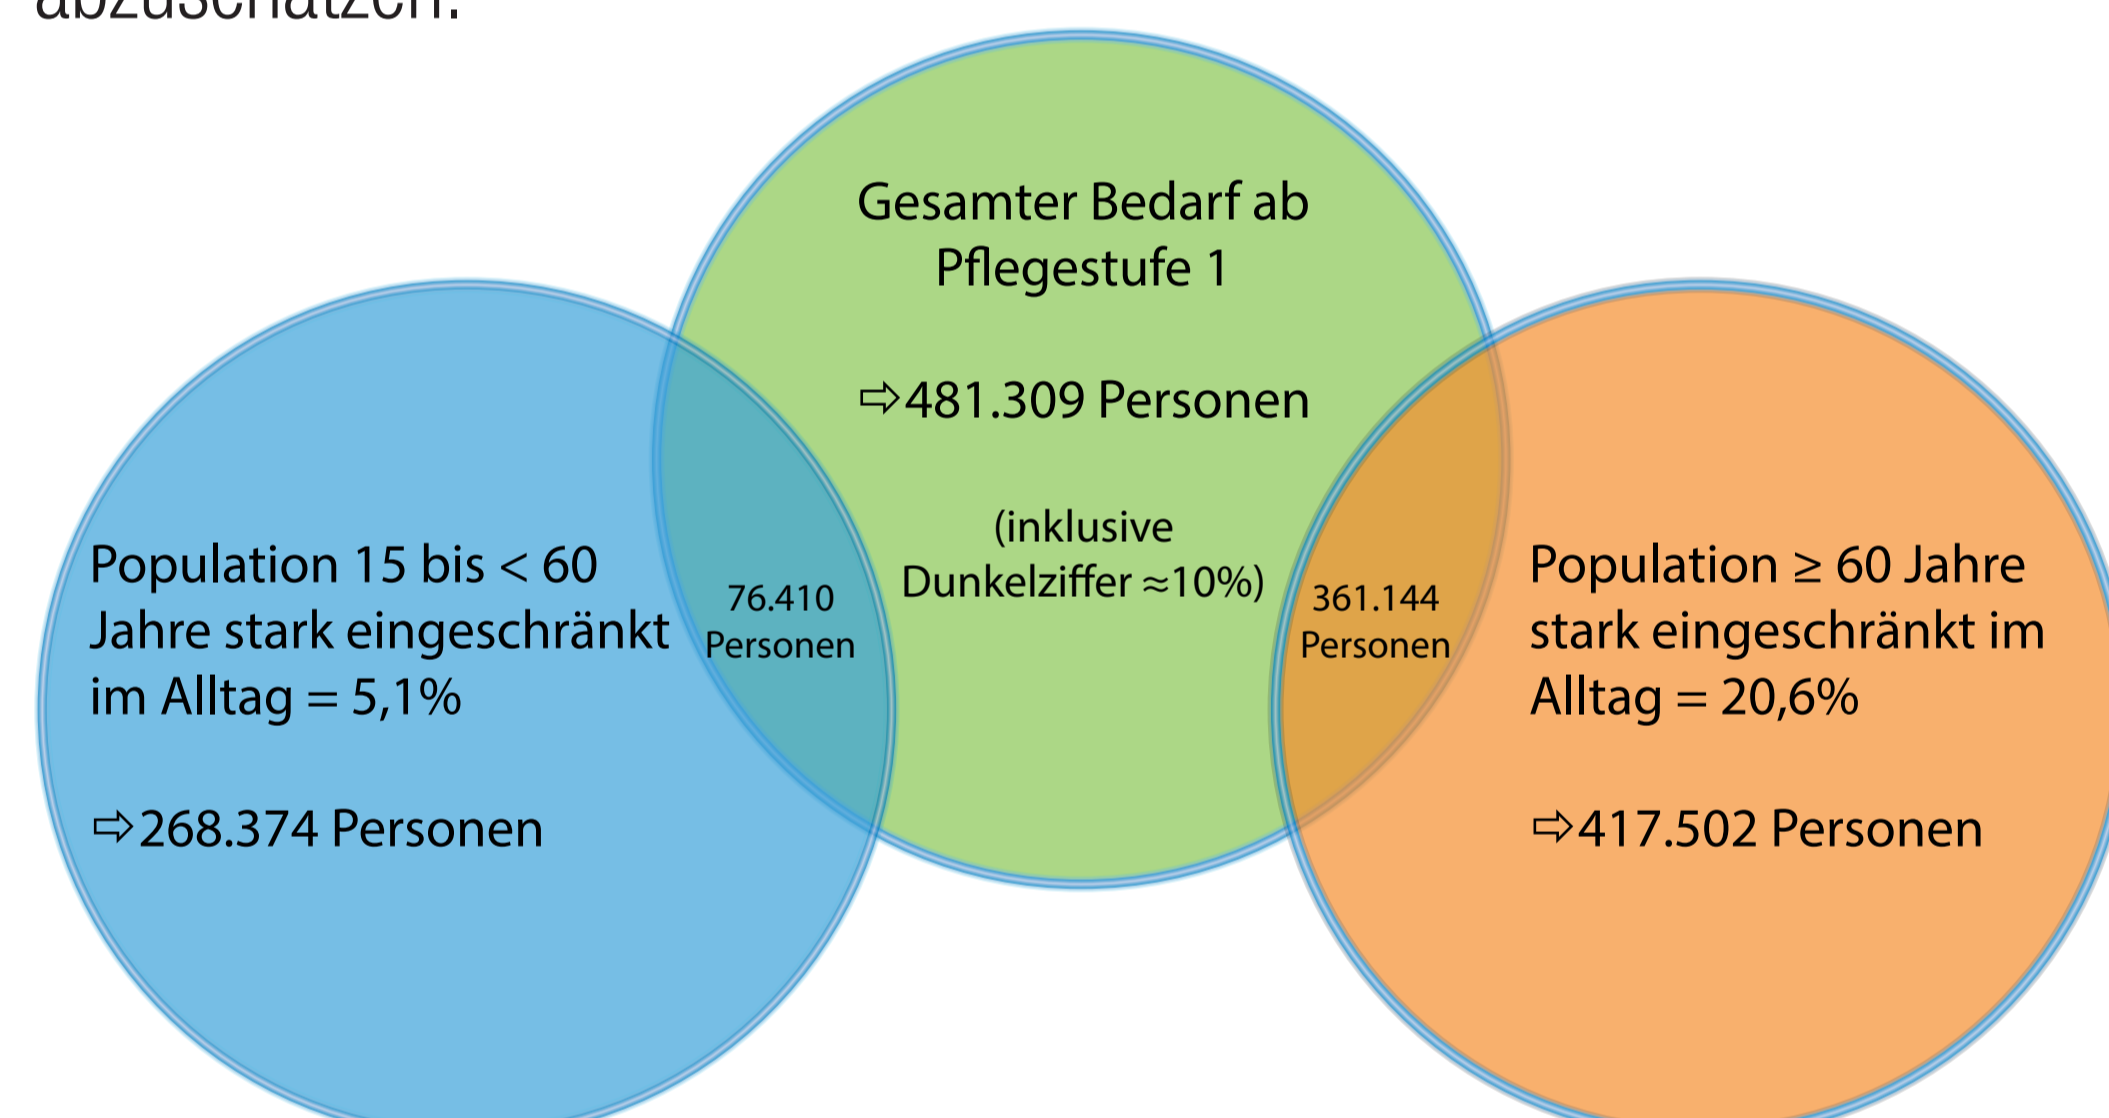 abzuschätzen.
Gesamter Bedarf ab
Pflegestufe 1
⇨481.309 Personen
(inklusive
Dunkelziffer ≈10%)
Population 15 bis < 60
Jahre stark eingeschränkt
im Alltag = 5,1%
⇨268.374 Personen
76.410
Personen
361.144
Personen
Population ≥ 60 Jahre
stark eingeschränkt im
Alltag = 20,6%
⇨417.502 Personen